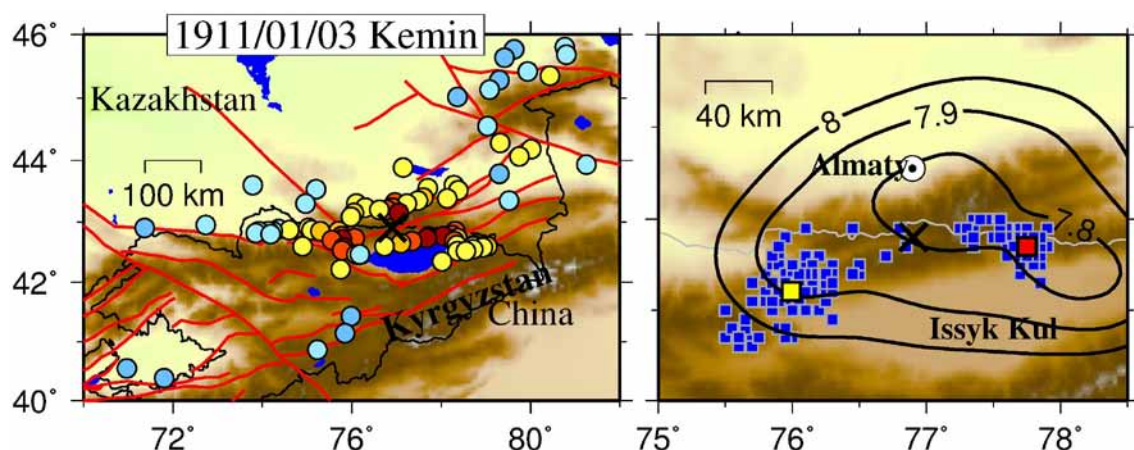 1911/01/03 Kemin
46°
44°
42°
40°
72°
76°
80°
Kazakhstan
100 km
Kyrgyzstan
China
40 km
8
7.9
7.8
Almaty
Issyk Kul
75°
76°
77°
78°